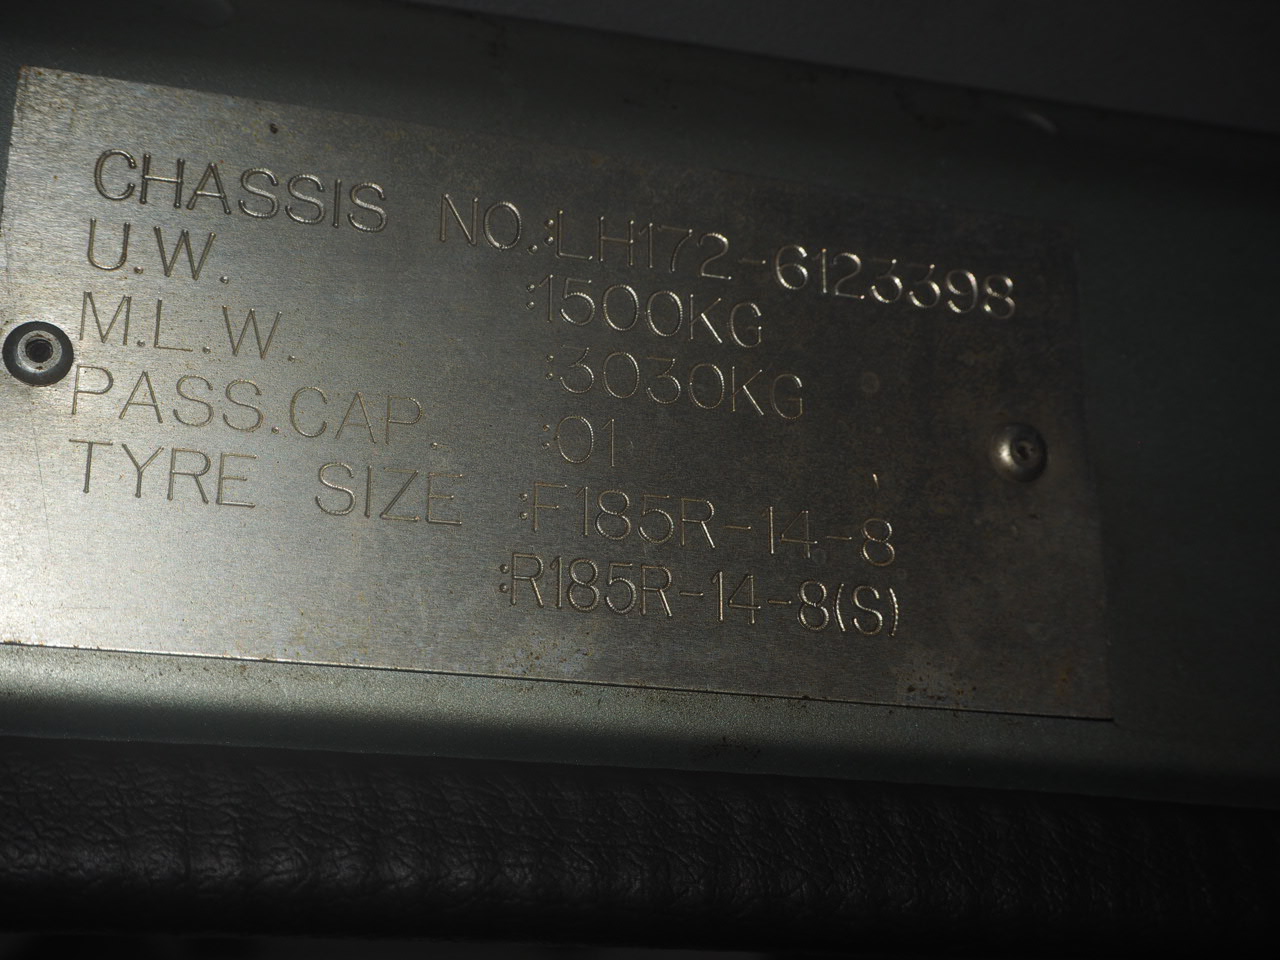 CHASSIS NO.:LH172-6123398
U.W. :1500KG
M.L.W. :3030KG
PASS.CAP. :01
TYRE SIZE :F185R-14-8
:R185R-14-8(S)